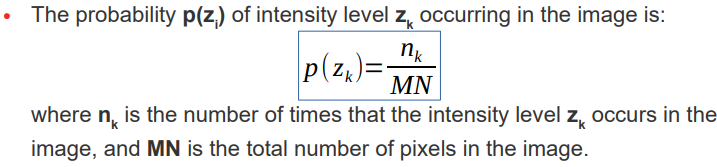 • The probability p(z_i) of intensity level z_k occurring in the image is:
p(z_k)=n_k/MN
where n_k is the number of times that the intensity level z_k occurs in the
image, and MN is the total number of pixels in the image.